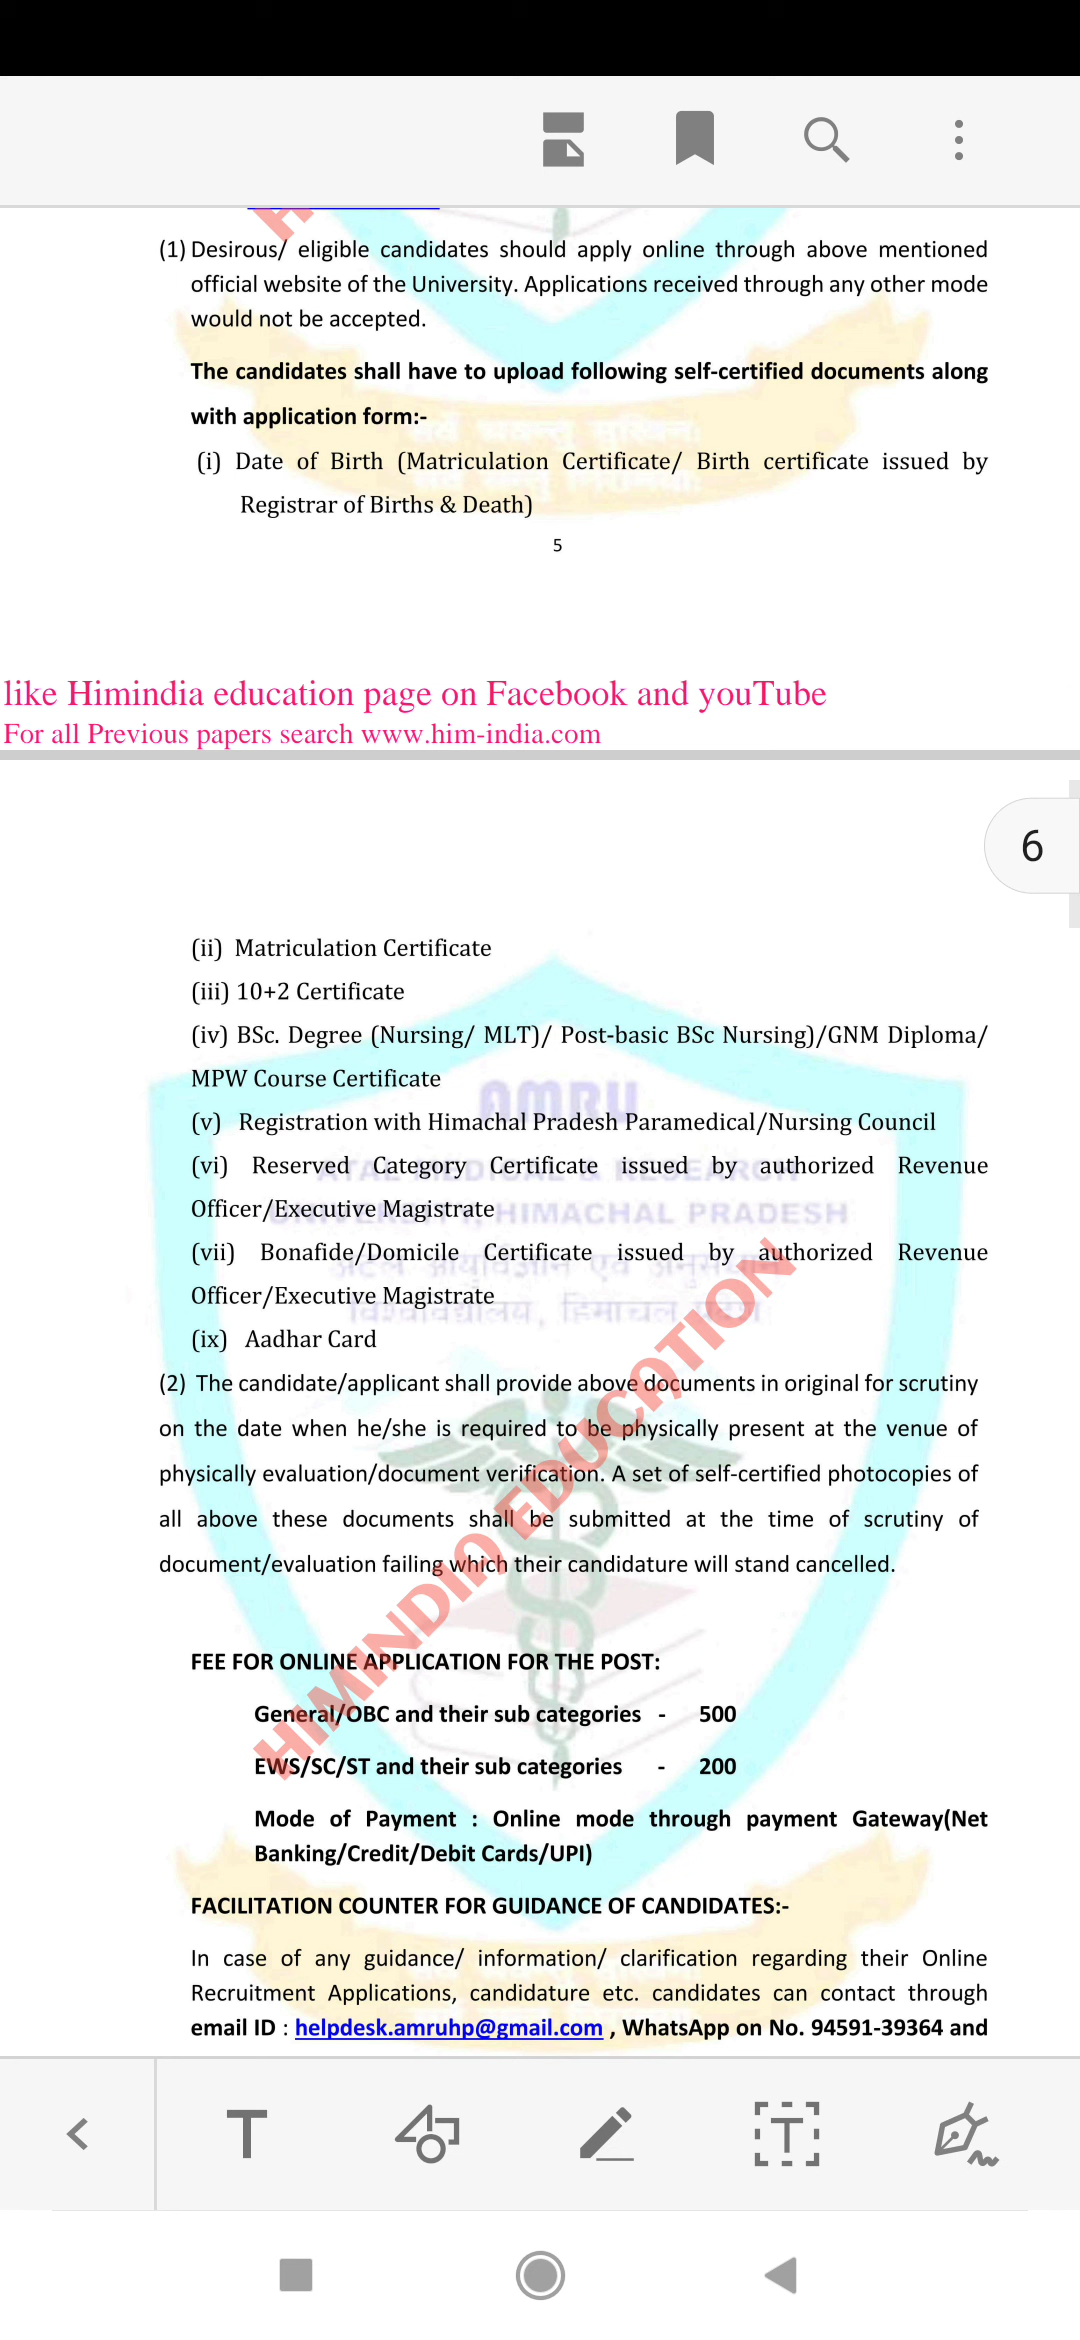 (1) Desirous/ eligible candidates should apply online through above mentioned
official website of the University. Applications received through any other mode
would not be accepted.
The candidates shall have to upload following self-certified documents along
with application form:-
(i) Date of Birth (Matriculation Certificate/ Birth certificate issued by
Registrar of Births & Death)
5
like Himindia education page on Facebook and youTube
For all Previous papers search www.him-india.com
6
(ii) Matriculation Certificate
(iii) 10+2 Certificate
(iv) BSc. Degree (Nursing/ MLT)/ Post-basic BSc Nursing)/GNM Diploma/
MPW Course Certificate
AMRU
(v) Registration with Himachal Pradesh Paramedical/Nursing Council
ATAL MEDICAL & RESEARCH
(vi) Reserved Category Certificate issued by authorized Revenue
Officer/Executive Magistrate
UNIVERSITY, HIMACHAL PRADESH
(vii) Bonafide/Domicile Certificate issued by authorized Revenue
Officer/Executive Magistrate
(ix) Aadhar Card
(2) The candidate/applicant shall provide above documents in original for scrutiny
on the date when he/she is required to be physically present at the venue of
physically evaluation/document verification. A set of self-certified photocopies of
all above these documents shall be submitted at the time of scrutiny of
document/evaluation failing which their candidature will stand cancelled.
HIMINDIA EDUCATION
FEE FOR ONLINE APPLICATION FOR THE POST:
General/OBC and their sub categories - 500
EWS/SC/ST and their sub categories - 200
Mode of Payment : Online mode through payment Gateway(Net
Banking/Credit/Debit Cards/UPI)
FACILITATION COUNTER FOR GUIDANCE OF CANDIDATES:-
In case of any guidance/ information/ clarification regarding their Online
Recruitment Applications, candidature etc. candidates can contact through
email ID : helpdesk.amruhp@gmail.com , WhatsApp on No. 94591-39364 and